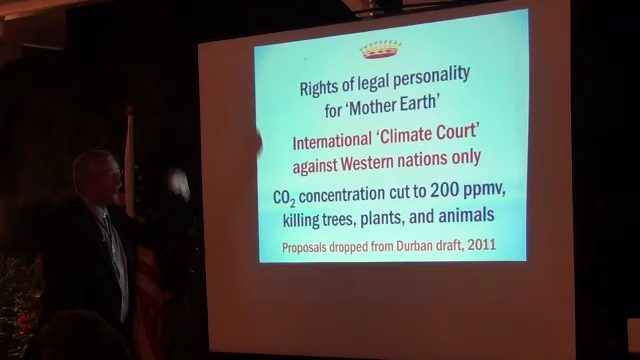 Rights of legal personality
for ‘Mother Earth’
International ‘Climate Court’
against Western nations only
CO₂ concentration cut to 200 ppmv,
killing trees, plants, and animals
Proposals dropped from Durban draft, 2011